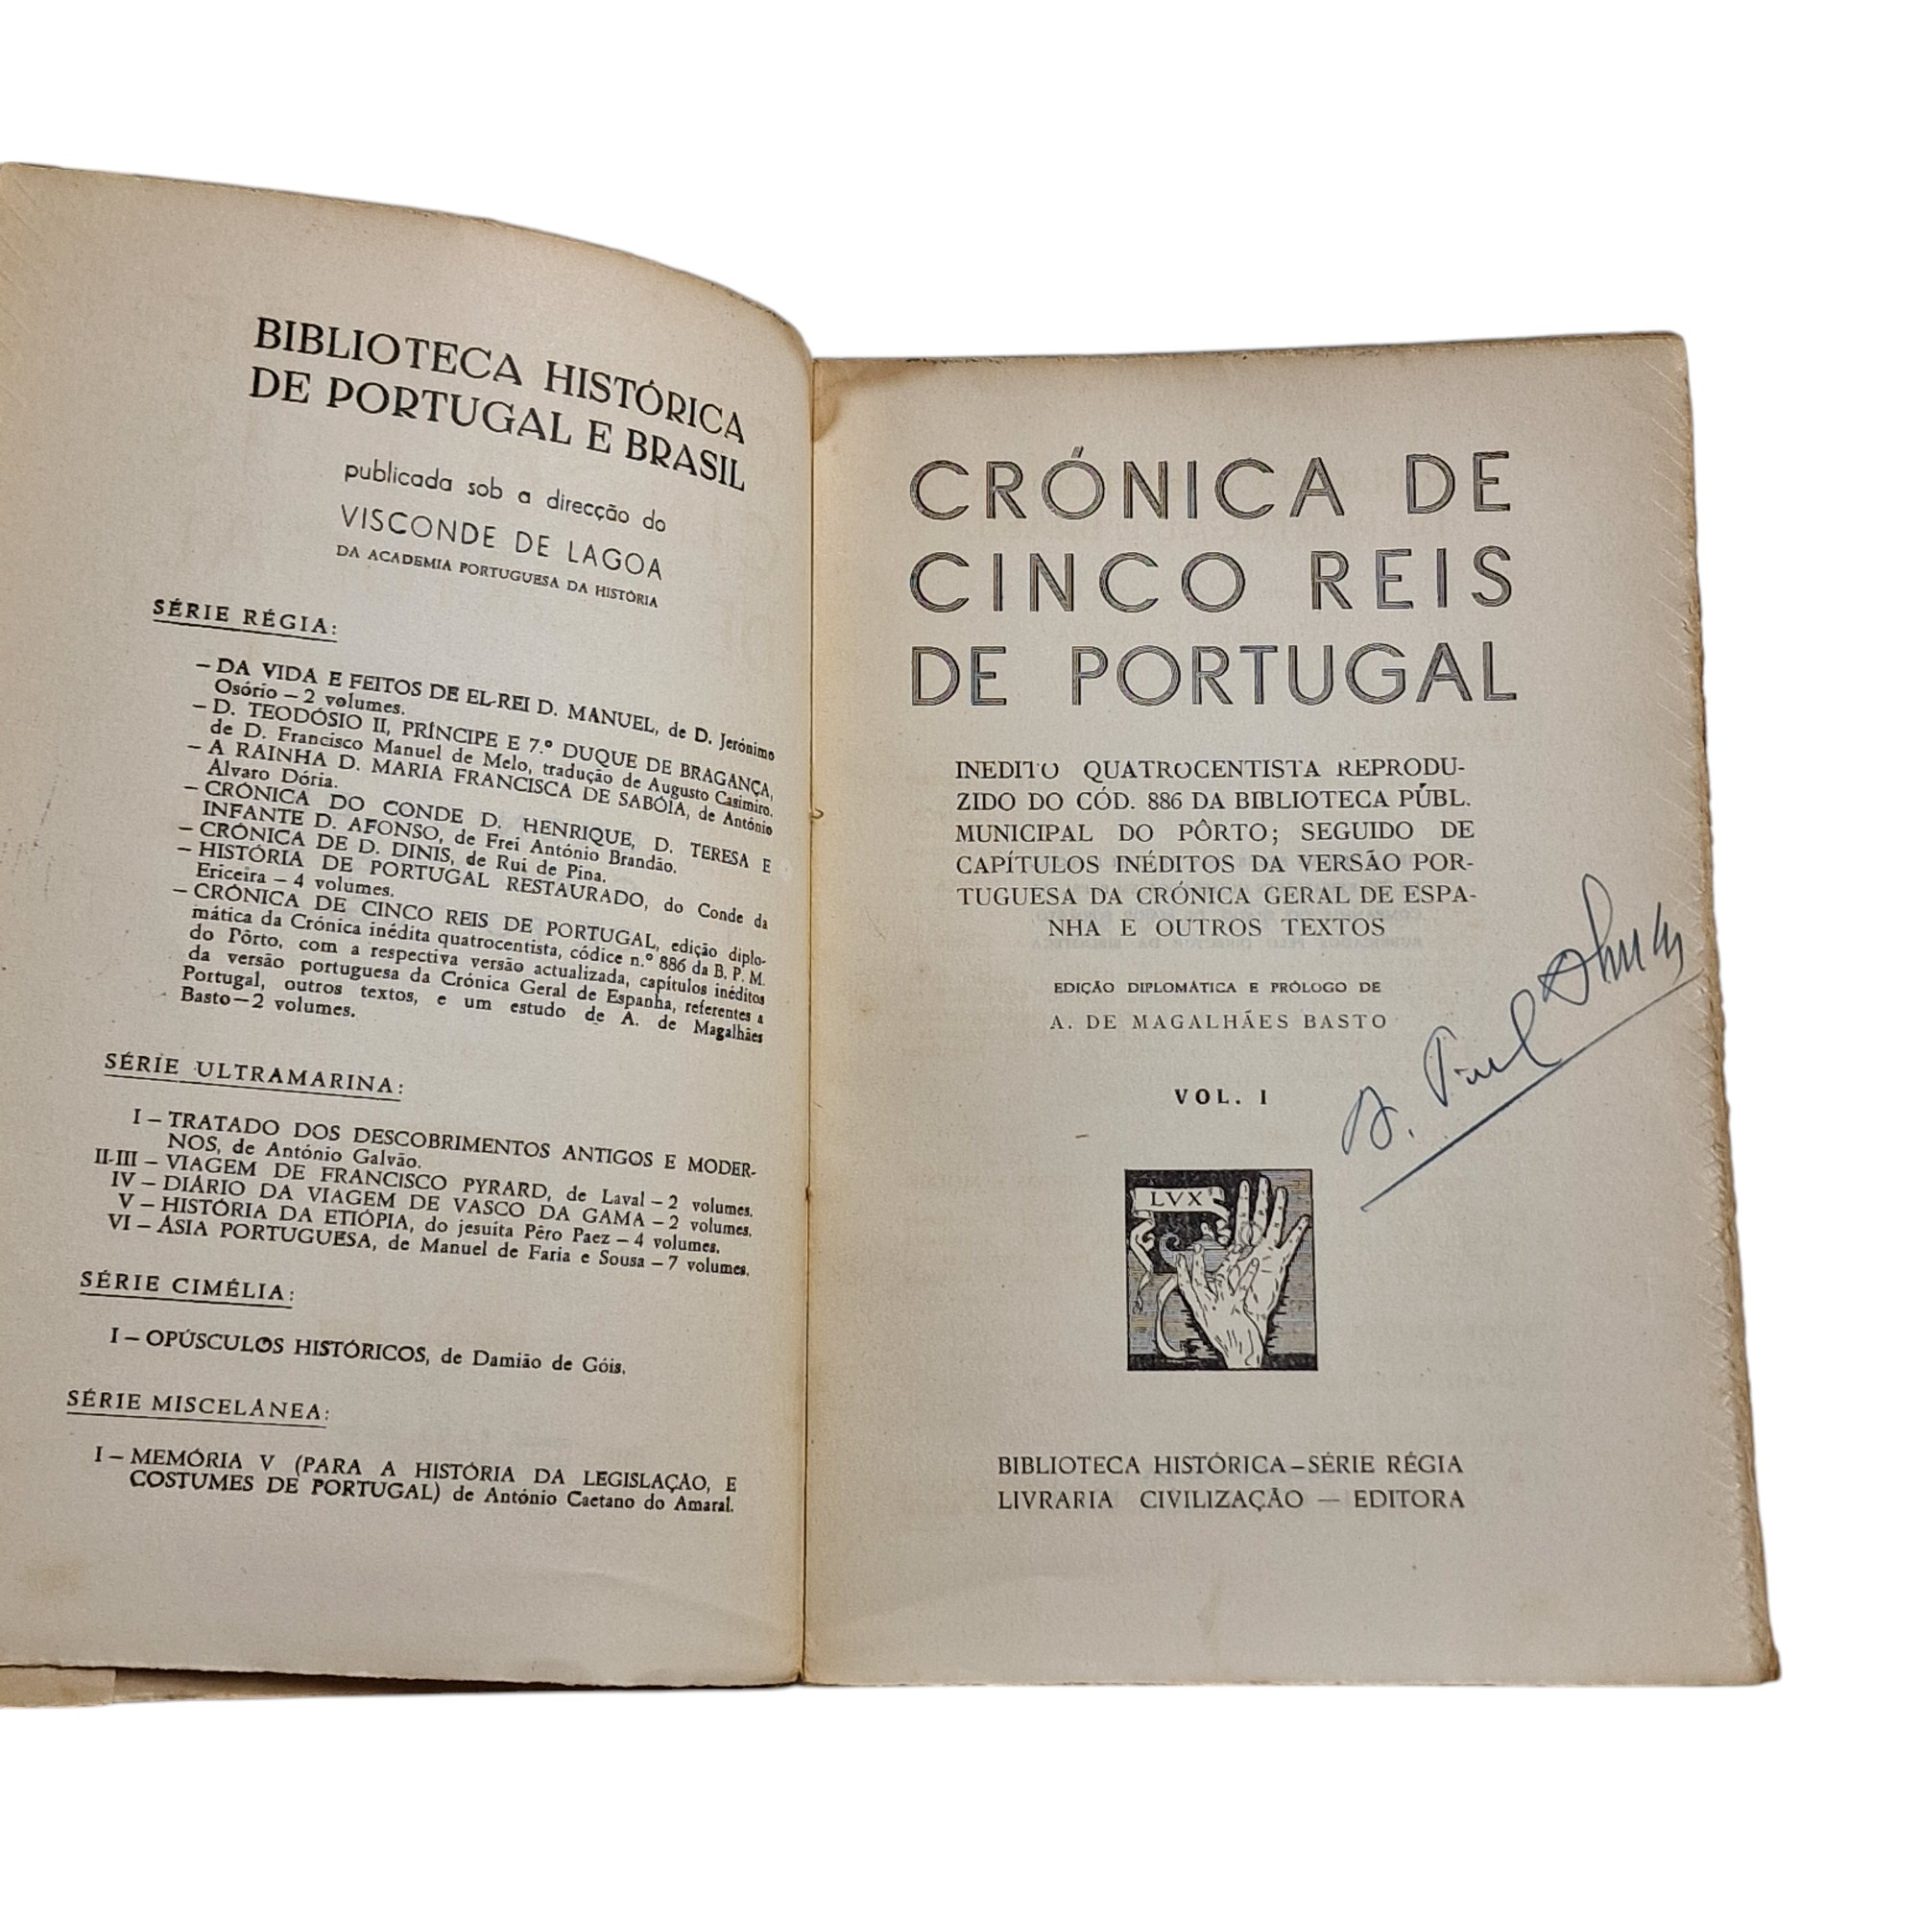 BIBLIOTECA HISTÓRICA
DE PORTUGAL E BRASIL
publicada sob a direcção do
VISCONDE DE LAGOA
DA ACADEMIA PORTUGUESA DA HISTÓRIA
SÉRIE RÉGIA:
— DA VIDA E FEITOS DE EL-REI D. MANUEL, de D. Jerónimo
Osório — 2 volumes.
— D. TEODÓSIO II, PRÍNCIPE E 7.º DUQUE DE BRAGANÇA,
de D. Francisco Manuel de Melo, tradução de Augusto Casimiro.
— A RAINHA D. MARIA FRANCISCA DE SABÓIA, de António
Álvaro Dória.
— CRÓNICA DO CONDE D. HENRIQUE, D. TERESA E
INFANTE D. AFONSO, de Frei António Brandão.
— CRÓNICA DE D. DINIS, de Rui de Pina.
— HISTÓRIA DE PORTUGAL RESTAURADO, do Conde da
Ericeira — 4 volumes.
— CRÓNICA DE CINCO REIS DE PORTUGAL, edição diplo-
mática da Crónica inédita quatrocentista, códice n.º 886 da B. P. M.
do Pôrto, com a respectiva versão actualizada, capítulos inéditos
da versão portuguesa da Crónica Geral de Espanha, referentes a
Portugal, outros textos, e um estudo de A. de Magalhães
Basto — 2 volumes.
SÉRIE ULTRAMARINA:
I — TRATADO DOS DESCOBRIMENTOS ANTIGOS E MODER-
NOS, de António Galvão.
II-III — VIAGEM DE FRANCISCO PYRARD, de Laval — 2 volumes.
IV — DIÁRIO DA VIAGEM DE VASCO DA GAMA — 2 volumes.
V — HISTÓRIA DA ETIÓPIA, do jesuíta Pêro Paez — 4 volumes.
VI — ÁSIA PORTUGUESA, de Manuel de Faria e Sousa — 7 volumes.
SÉRIE CIMÉLIA:
I — OPÚSCULOS HISTÓRICOS, de Damião de Góis.
SÉRIE MISCELÂNEA:
I — MEMÓRIA V (PARA A HISTÓRIA DA LEGISLAÇÃO, E
COSTUMES DE PORTUGAL) de António Caetano do Amaral.
CRÓNICA DE
CINCO REIS
DE PORTUGAL
INEDITO QUATROCENTISTA REPRODU-
ZIDO DO CÓD. 886 DA BIBLIOTECA PÚBL.
MUNICIPAL DO PÔRTO; SEGUIDO DE
CAPÍTULOS INÉDITOS DA VERSÃO POR-
TUGUESA DA CRÓNICA GERAL DE ESPA-
NHA E OUTROS TEXTOS
EDIÇÃO DIPLOMÁTICA E PRÓLOGO DE
A. DE MAGALHÃES BASTO
VOL. I
LVX
BIBLIOTECA HISTÓRICA — SÉRIE RÉGIA
LIVRARIA CIVILIZAÇÃO — EDITORA